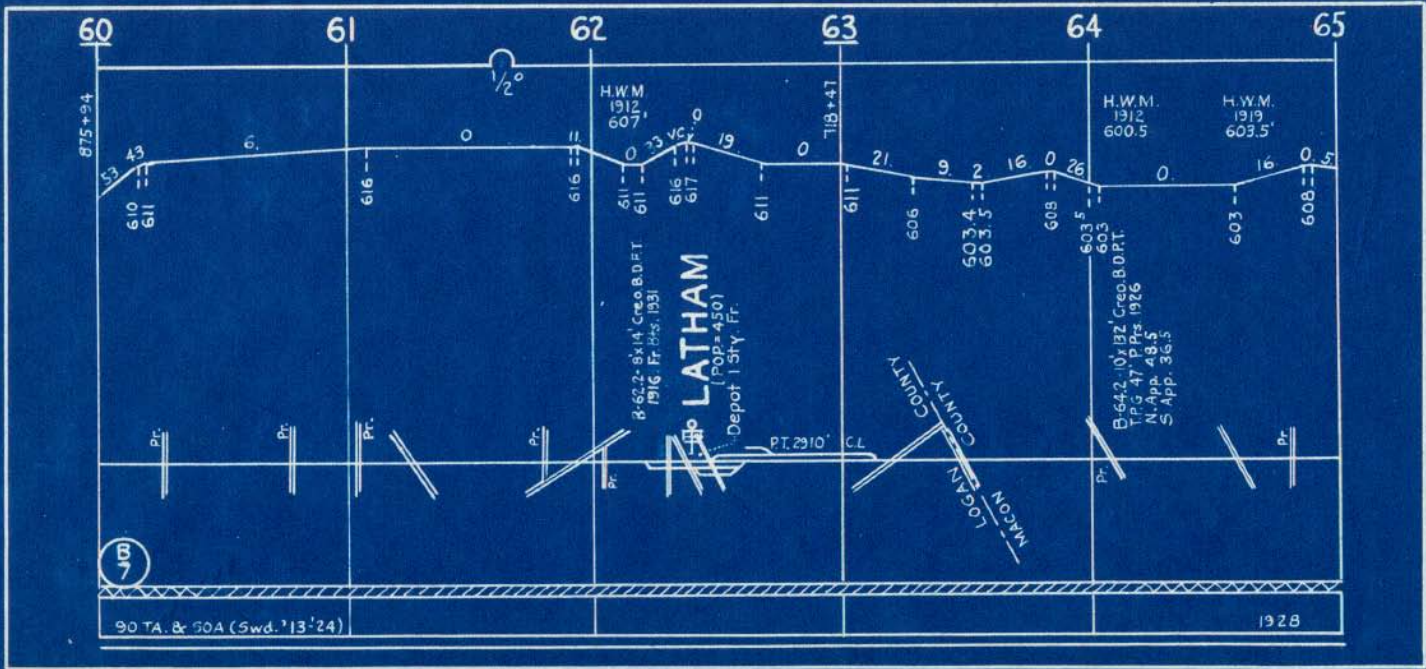 60 61 62 63 64 65
1/2°
875+94
718+47
H.W.M.
1912
607'
H.W.M.
1912
600.5
H.W.M.
1919
603.5'
53 43 6. 0 11 0 33 V.C. .0 19 0 21. 9. 2 16 0 26 0. 16 0. 5
610 611 616 616 611 611 616 617 611 611 606 603.4 603.5 608 603.5 603 603 608
B-62.2-8'x14' Creo. B.D.P.T.
1916. Fr. Bts. 1931
LATHAM
(POP.=450)
Depot 1 Sty. Fr.
B-64.2-10'x132' Creo. B.D.P.T.
T.P.G 47' P.Prs. 1926
N. App. 48.5
S. App. 36.5
Pr. Pr. Pr. Pr. Pr. P.T. 2910' C.L. Pr. Pr.
COUNTY COUNTY
LOGAN MACON
B
7
90 TA. & 90A (Swd. '13-'24) 1928